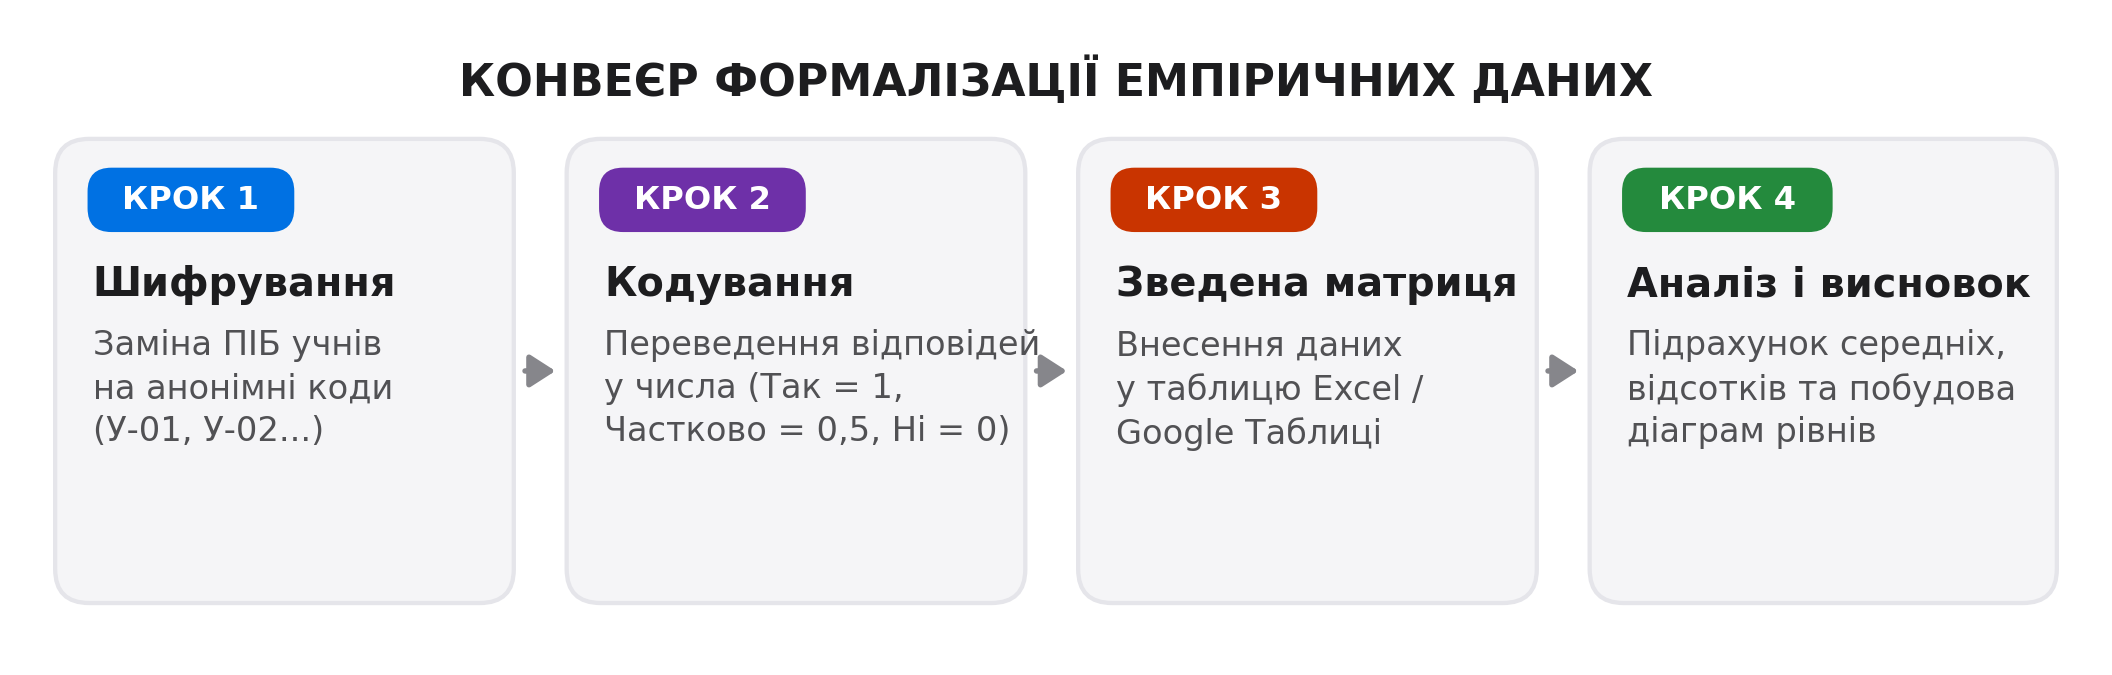 КОНВЕЄР ФОРМАЛІЗАЦІЇ ЕМПІРИЧНИХ ДАНИХ
КРОК 1
Шифрування
Заміна ПІБ учнів
на анонімні коди
(У-01, У-02...)
КРОК 2
Кодування
Переведення відповідей
у числа (Так = 1,
Частково = 0,5, Ні = 0)
КРОК 3
Зведена матриця
Внесення даних
у таблицю Excel /
Google Таблиці
КРОК 4
Аналіз і висновок
Підрахунок середніх,
відсотків та побудова
діаграм рівнів